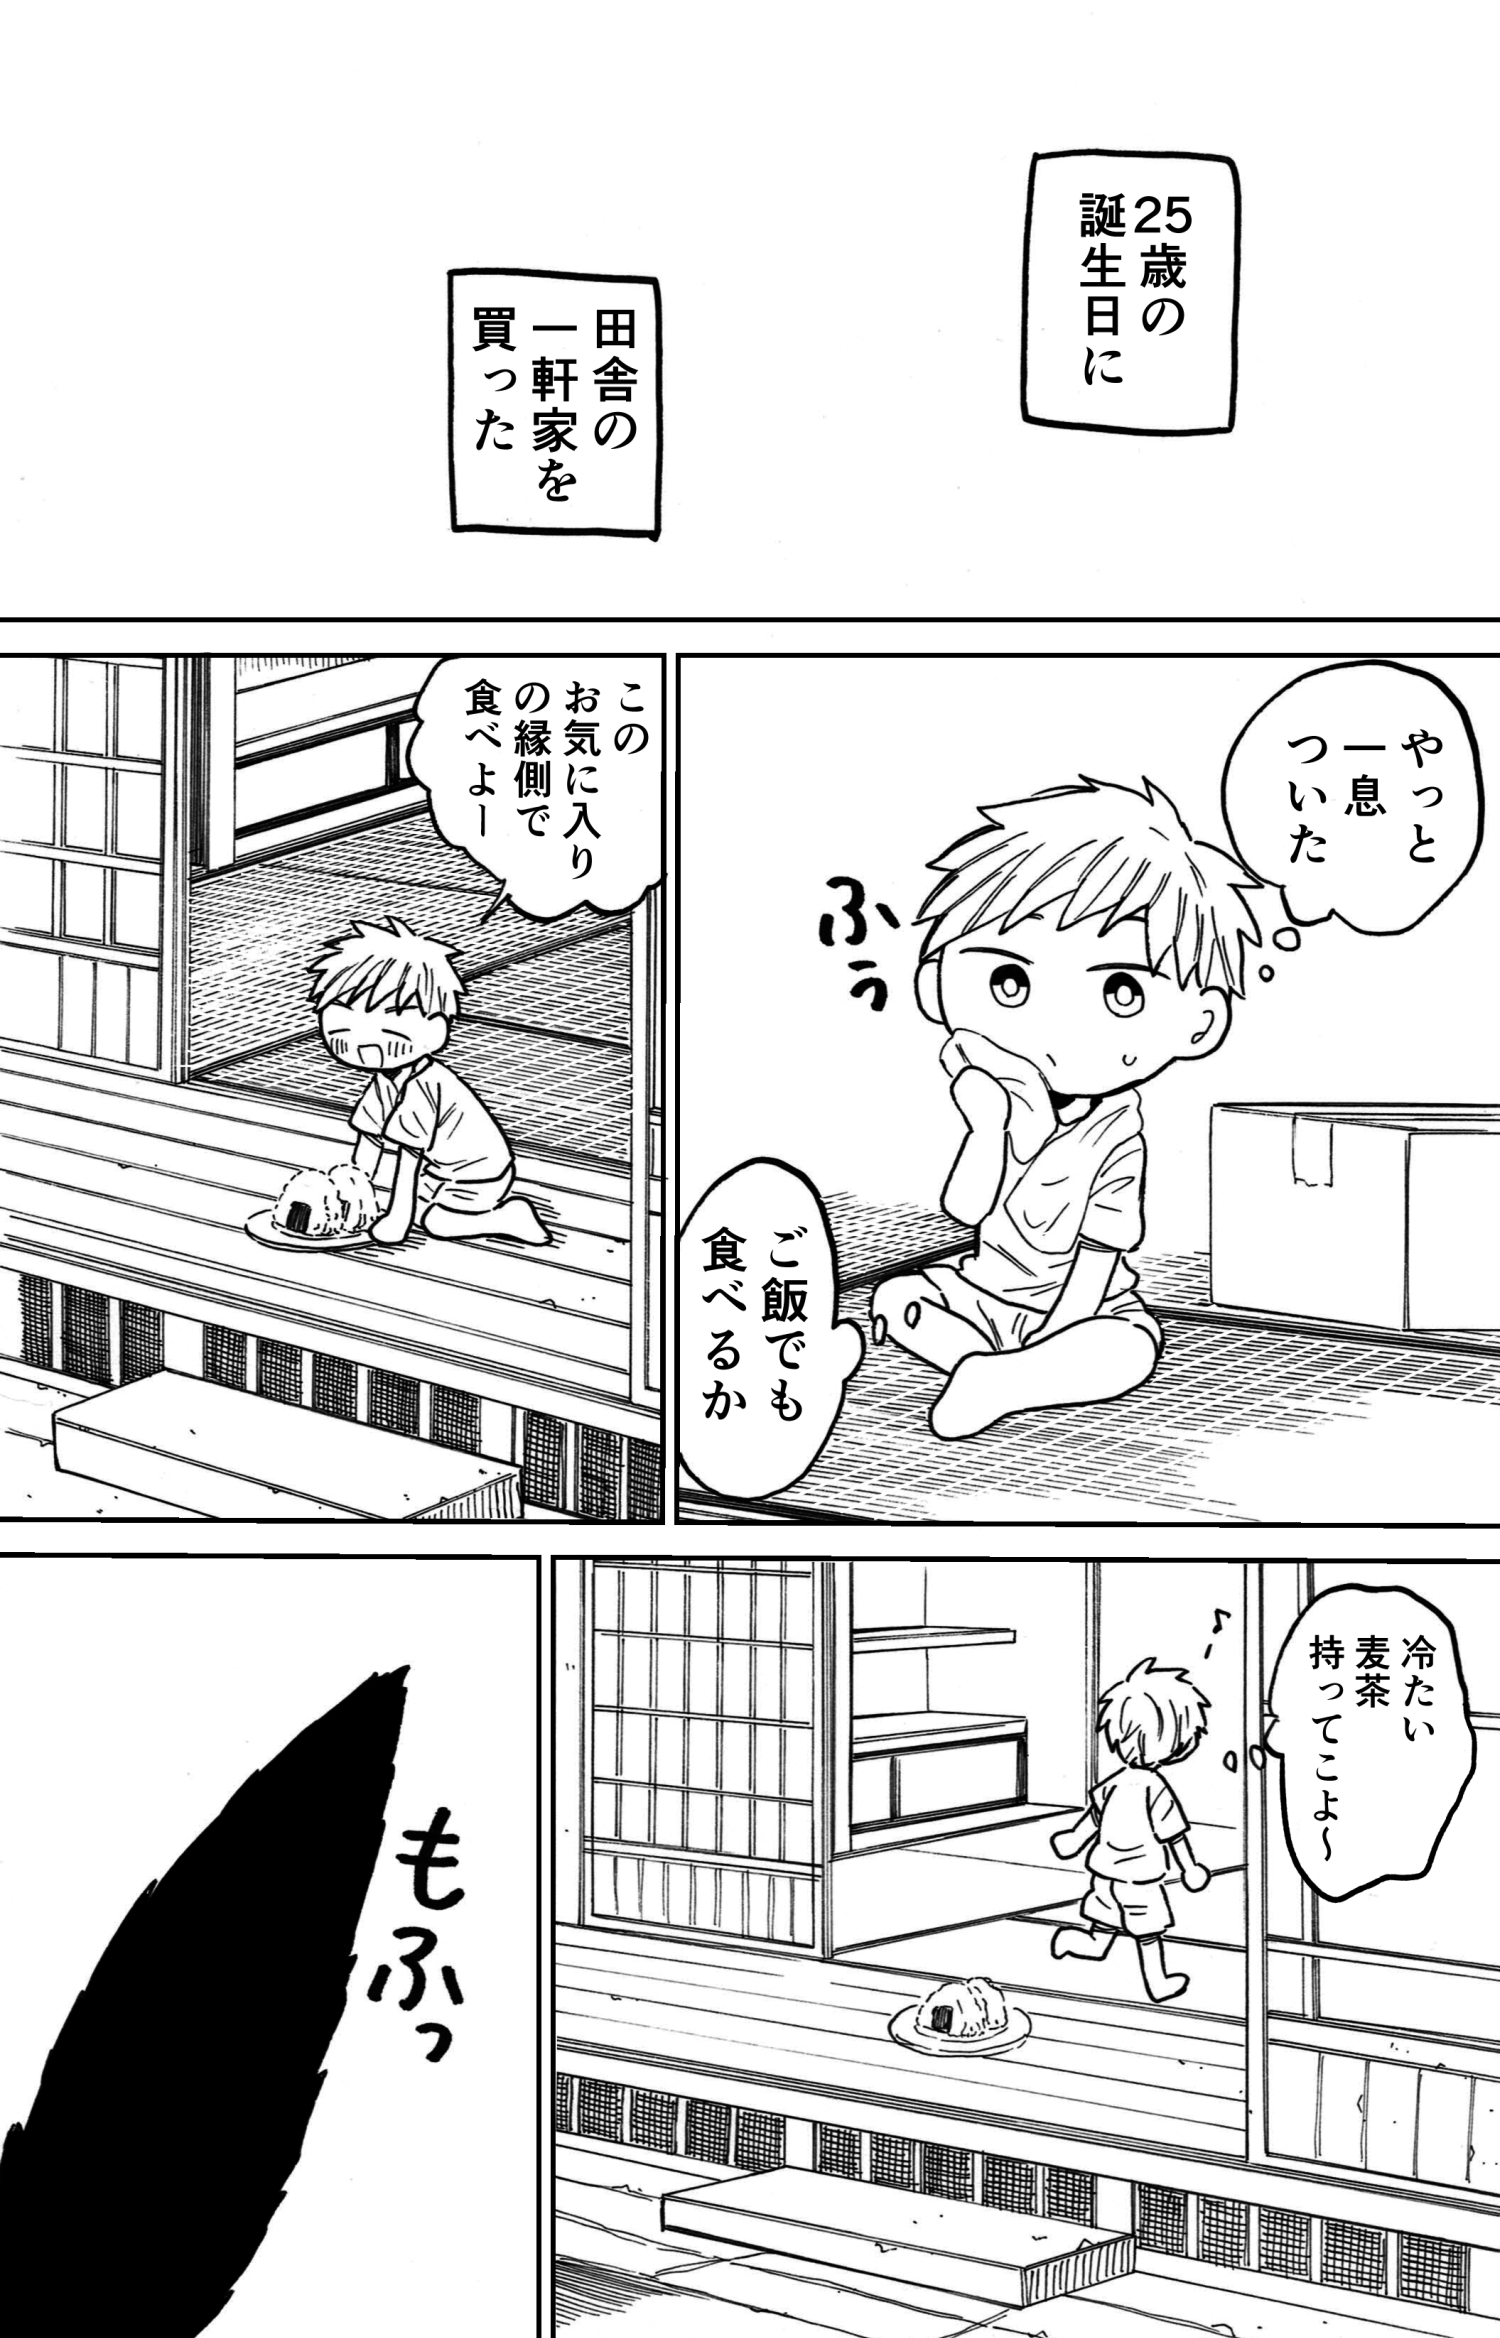 25歳の
誕生日に
田舎の
一軒家を
買った
やっと
一息
ついた
ふぅ
ご飯でも
食べるか
この
お気に入り
の縁側で
食べよー
冷たい
麦茶
持ってこよ〜
もふっ